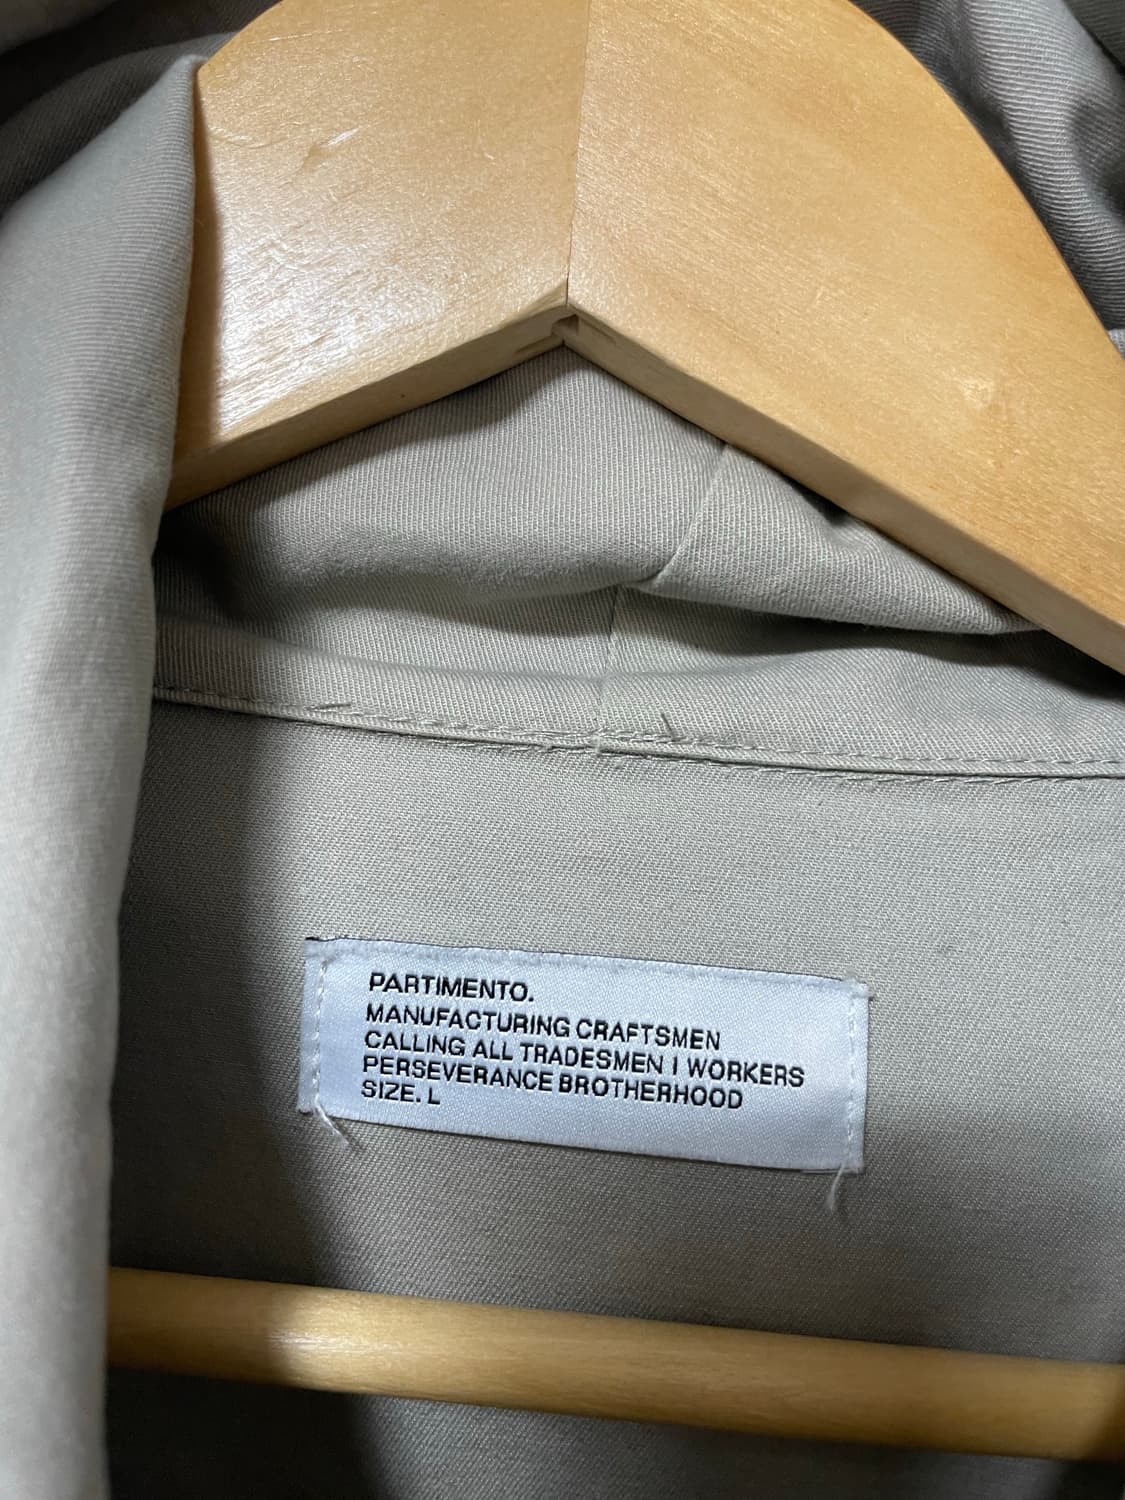 PARTIMENTO.
MANUFACTURING CRAFTSMEN
CALLING ALL TRADESMEN I WORKERS
PERSEVERANCE BROTHERHOOD
SIZE. L